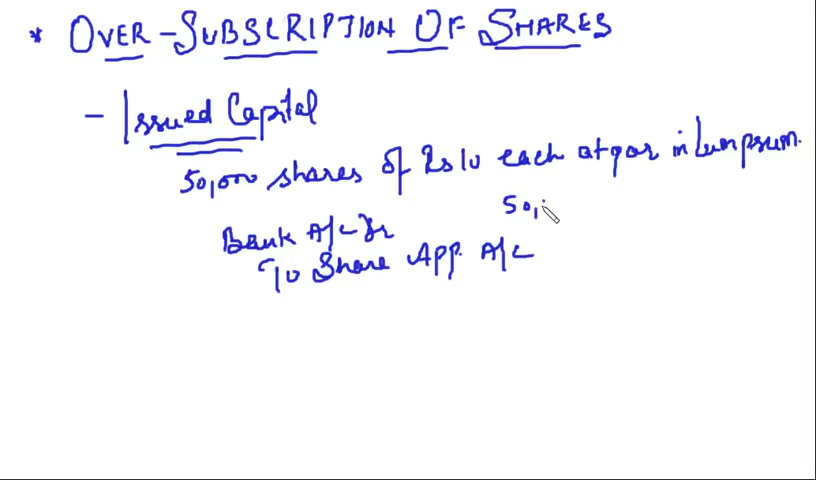 * OVER-SUBSCRIPTION OF SHARES
- Issued Capital
50,000 shares of Rs 10 each at par in Lumpsum.
50,
Bank A/c Dr
To Share App. A/c